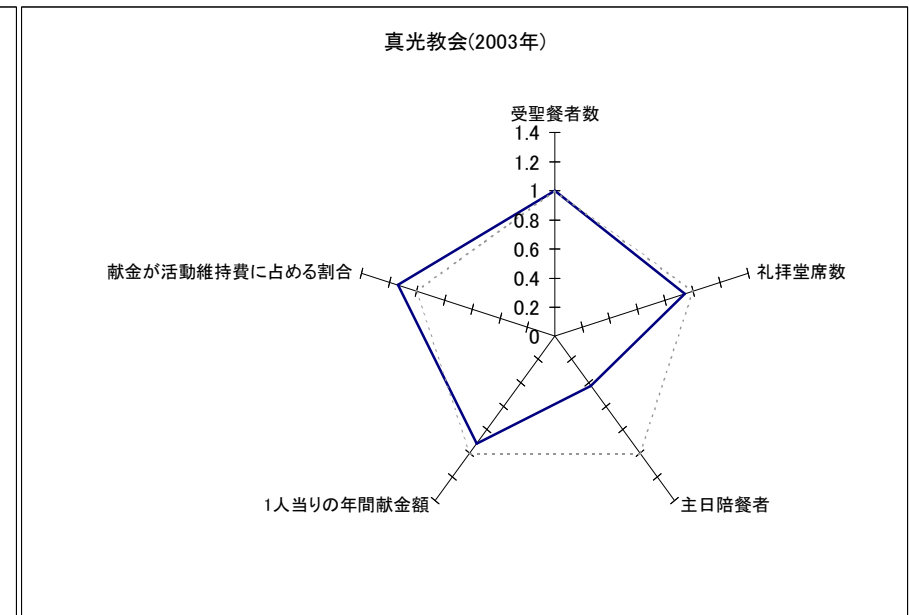 真光教会(2003年)
受聖餐者数
1.4
1.2
1
0.8
0.6
0.4
0.2
0
献金が活動維持費に占める割合
礼拝堂席数
1人当りの年間献金額
主日陪餐者